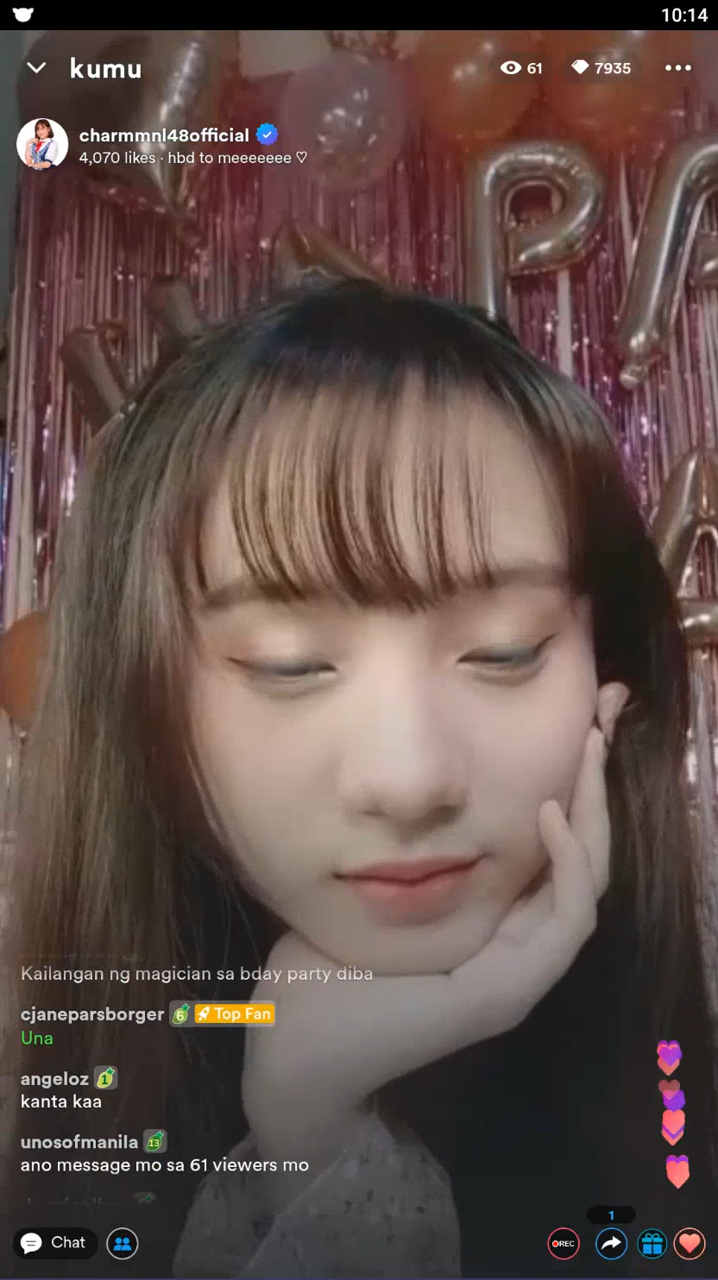 10:14
kumu
61
7935
charmmnl48official
4,070 likes · hbd to meeeeeee ♡
PA
Kailangan ng magician sa bday party diba
cjaneparsborger 6 Top Fan
Una
angeloz 1
kanta kaa
unosofmanila 13
ano message mo sa 61 viewers mo
1
Chat
REC